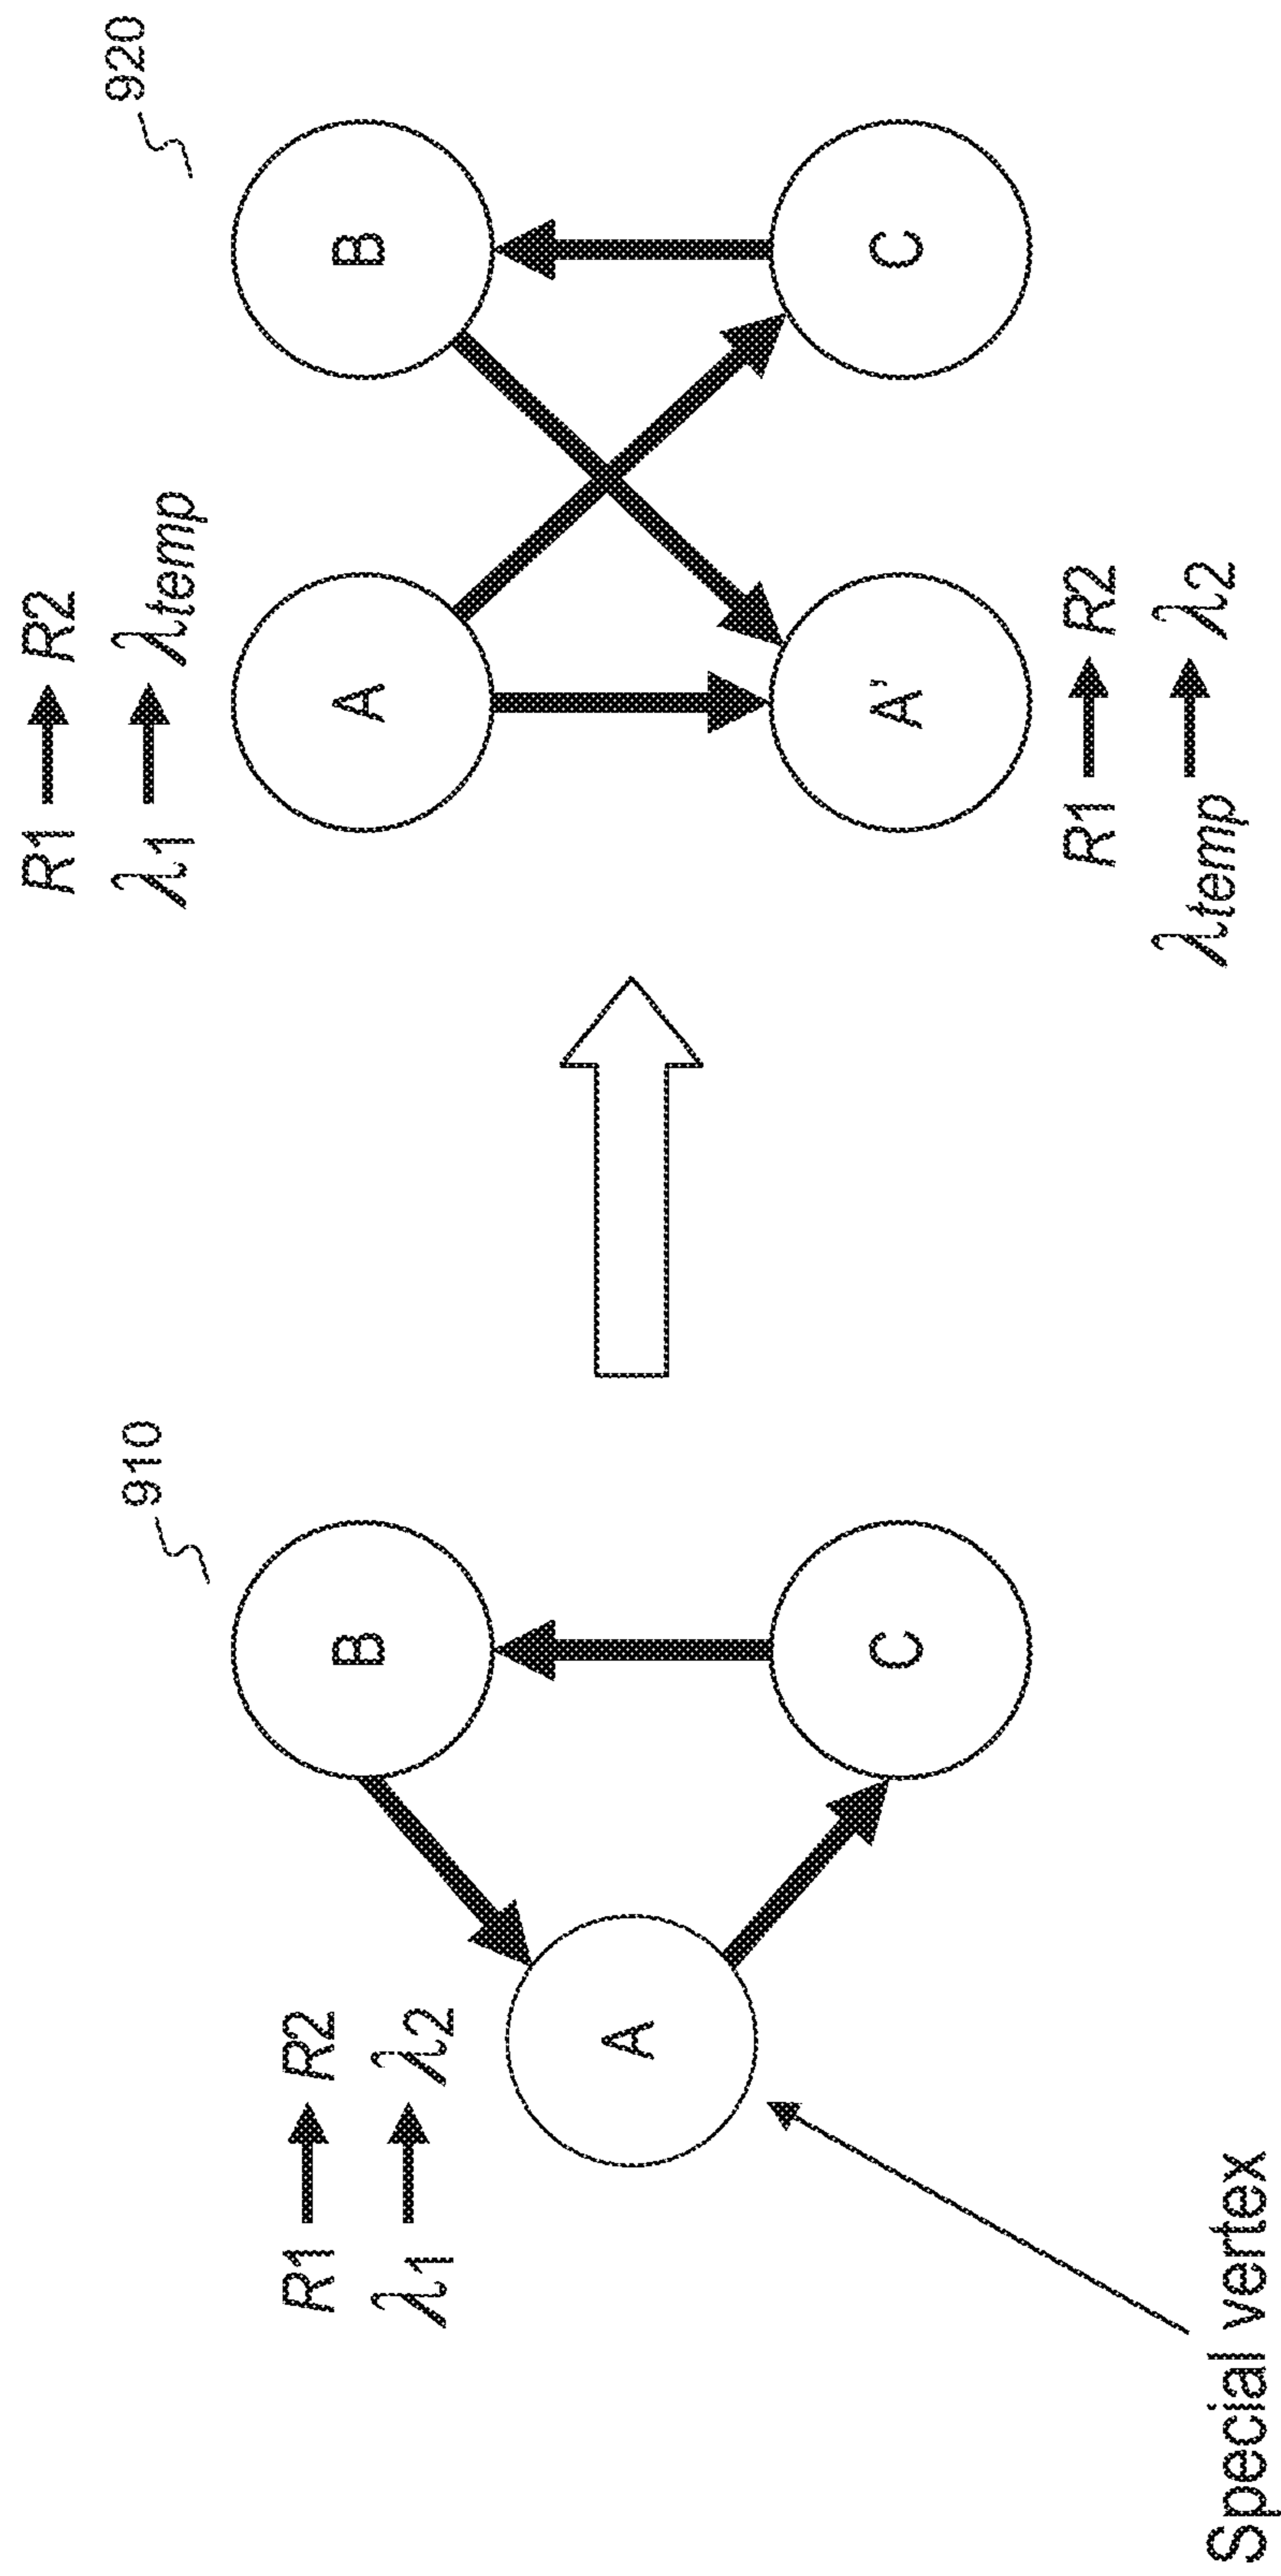 910
R1 → R2
λ1 → λ2
A
B
C
Special vertex
920
R1 → R2
λ1 → λtemp
A
B
A'
C
R1 → R2
λtemp → λ2